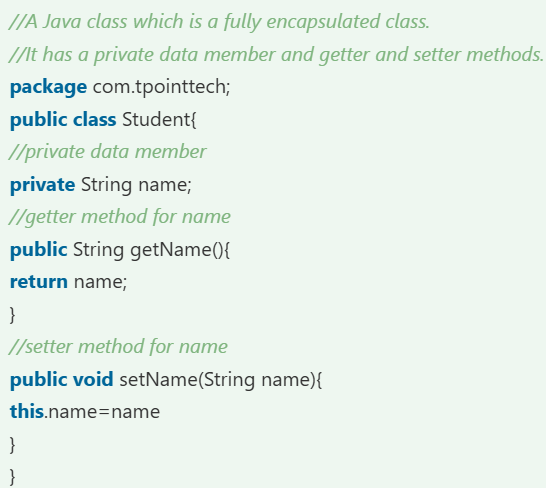 //A Java class which is a fully encapsulated class.
//It has a private data member and getter and setter methods.
package com.tpointtech;
public class Student{
//private data member
private String name;
//getter method for name
public String getName(){
return name;
}
//setter method for name
public void setName(String name){
this.name=name
}
}